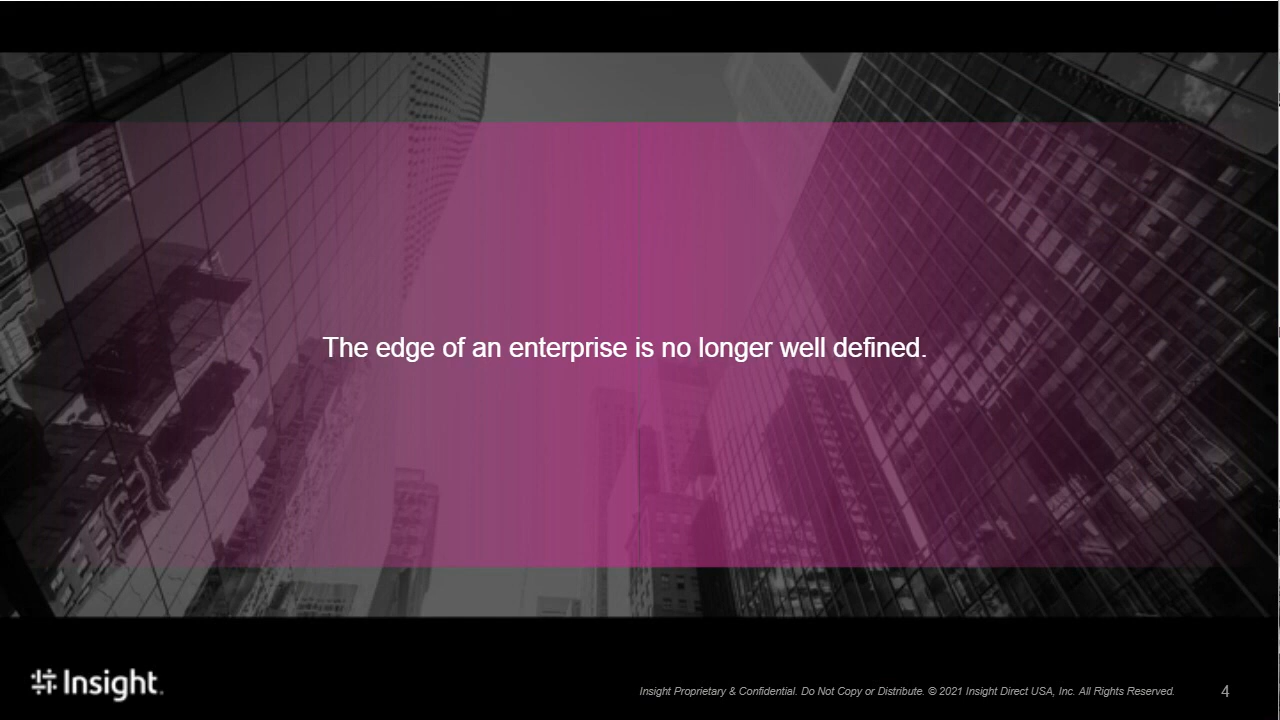 The edge of an enterprise is no longer well defined.
Insight.
Insight Proprietary & Confidential. Do Not Copy or Distribute. © 2021 Insight Direct USA, Inc. All Rights Reserved.
4